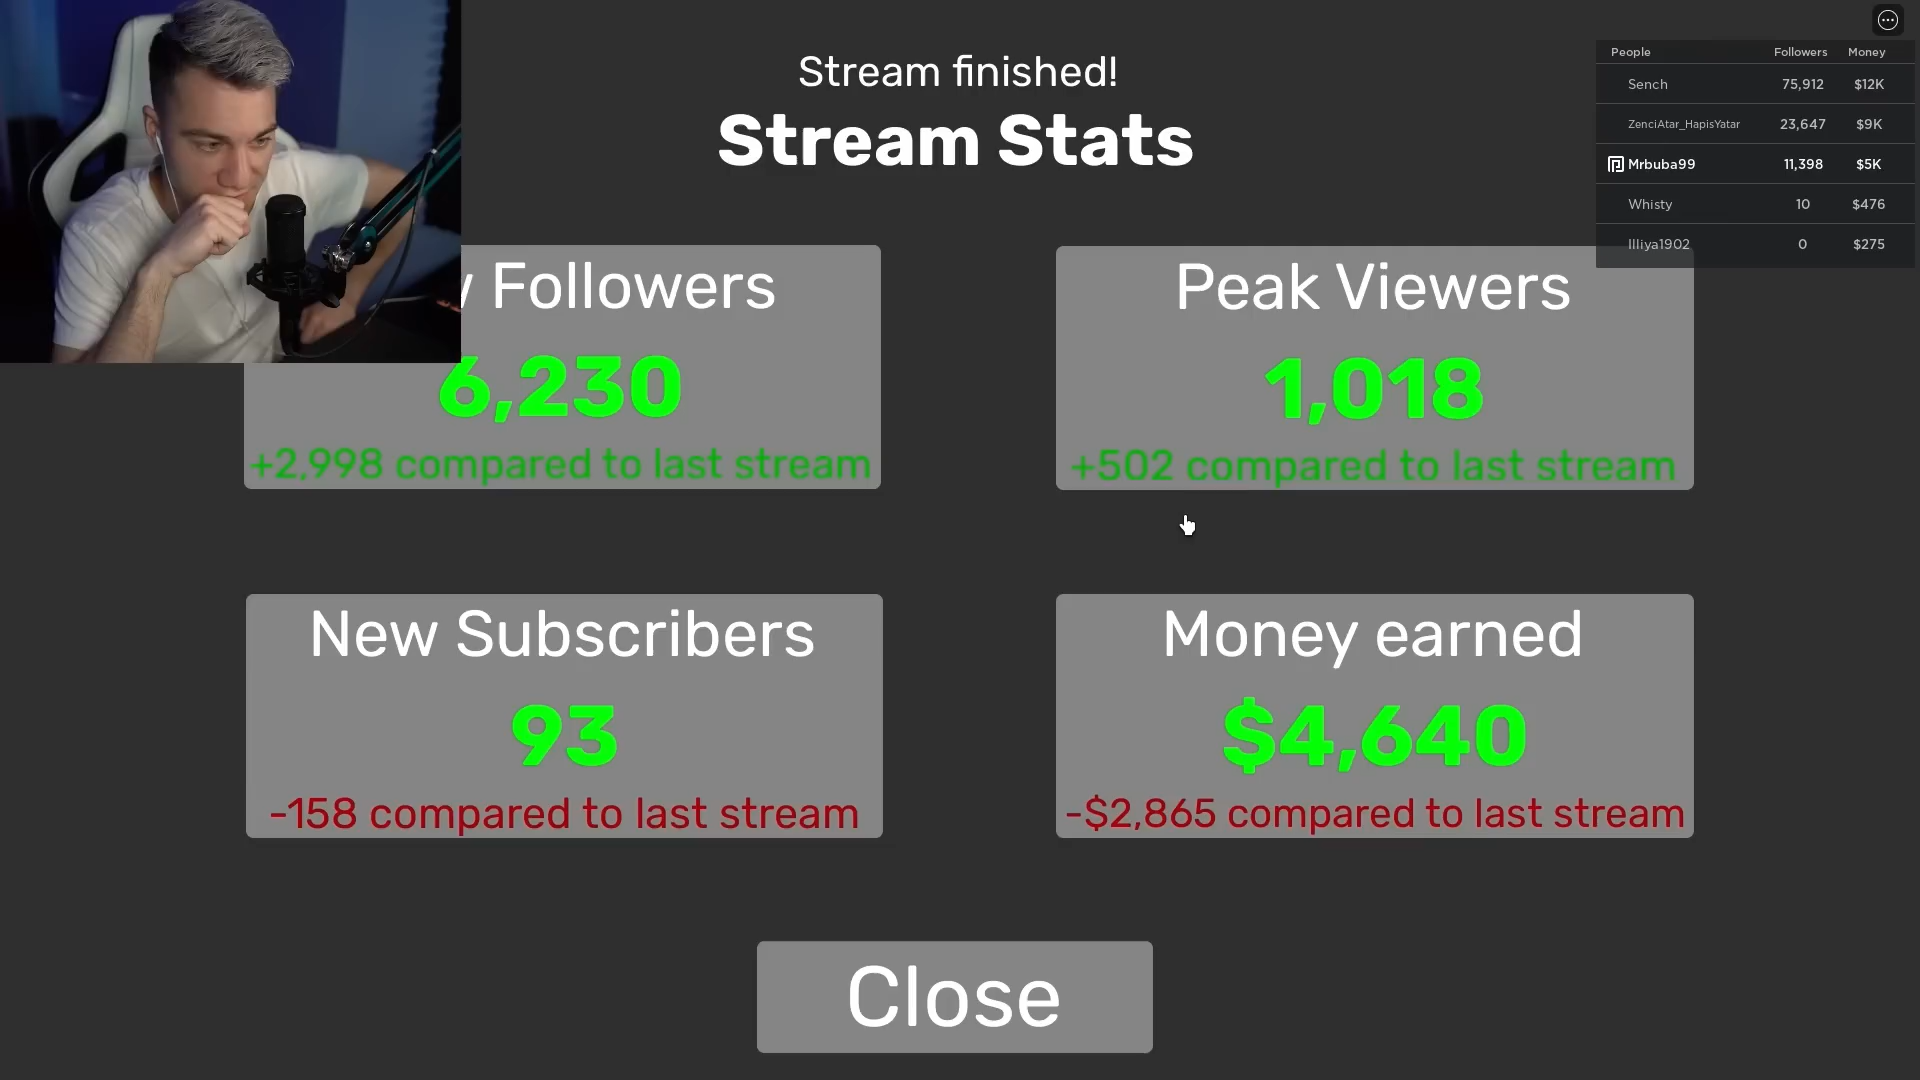 Stream finished!
Stream Stats
People Followers Money
Sench 75,912 $12K
ZenciAtar_HapisYatar 23,647 $9K
Mrbuba99 11,398 $5K
Whisty 10 $476
Illiya1902 0 $275
Followers
6,230
+2,998 compared to last stream
Peak Viewers
1,018
+502 compared to last stream
New Subscribers
93
-158 compared to last stream
Money earned
$4,640
-$2,865 compared to last stream
Close